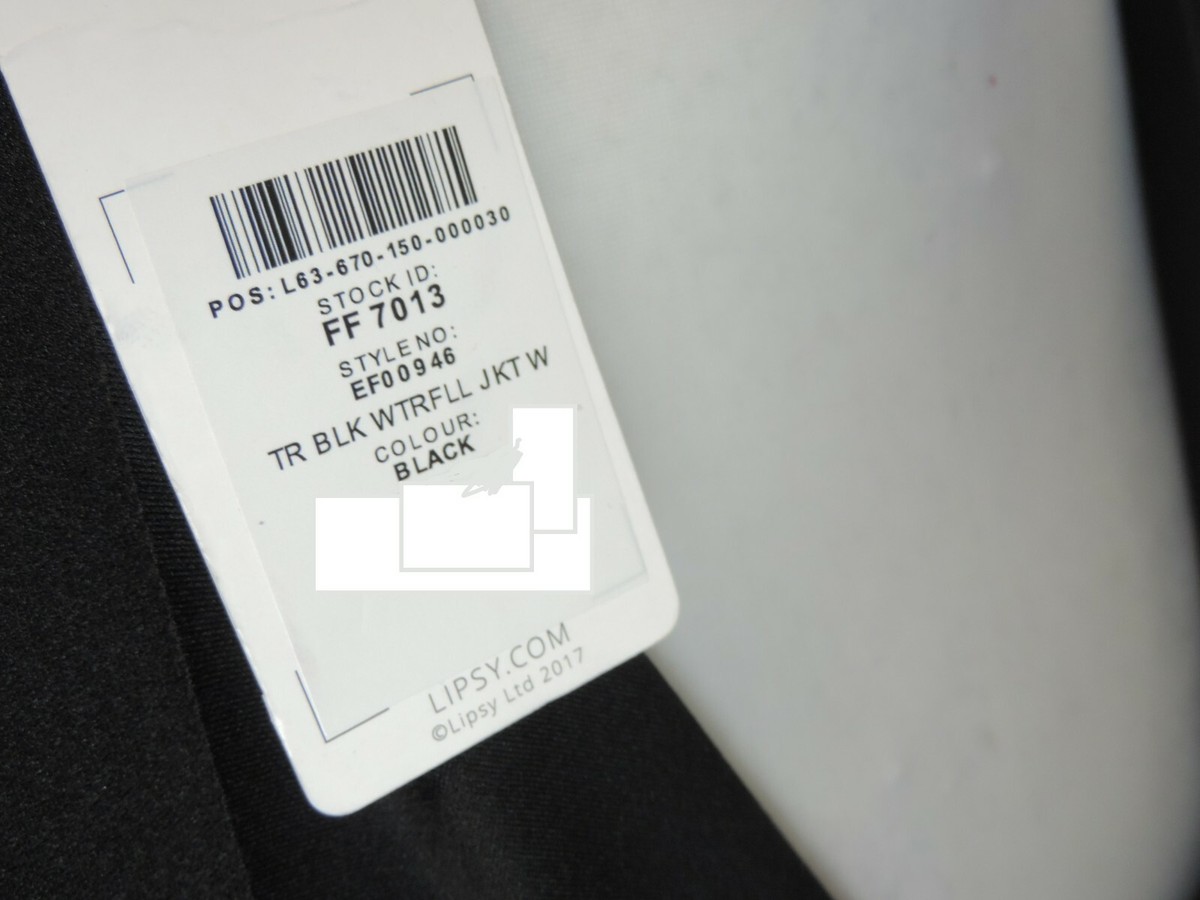 POS: L63-670-150-000030
STOCK ID:
FF 7013
STYLE NO:
EF00946
TR BLK WTRFLL JKT W
COLOUR:
BLACK
LIPSY.COM
©Lipsy Ltd 2017